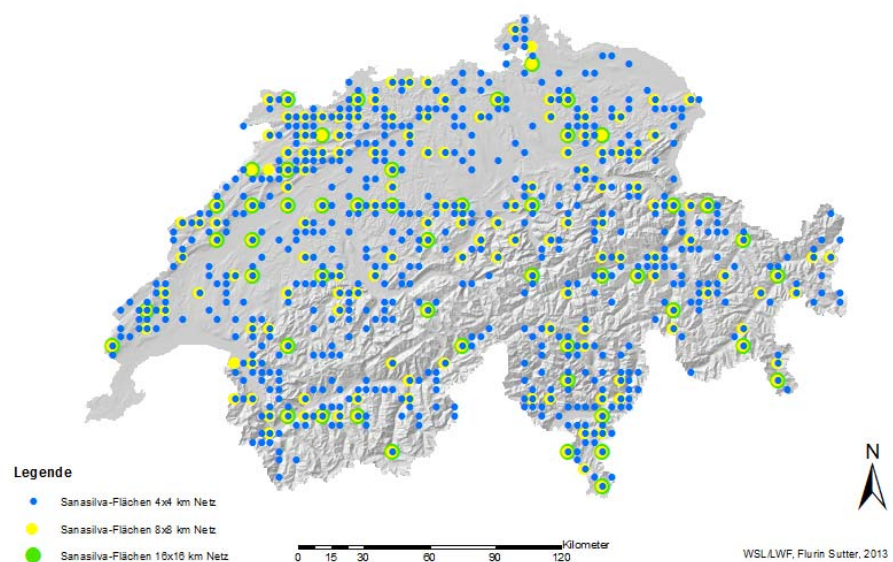 Legende
Sanasilva-Flächen 4x4 km Netz
Sanasilva-Flächen 8x8 km Netz
Sanasilva-Flächen 16x16 km Netz
Kilometer
0 15 30 60 90 120
N
WSL/LWF, Flurin Sutter, 2013